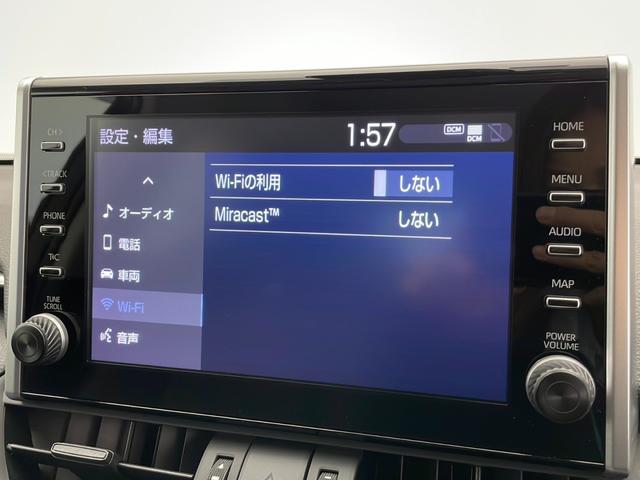 設定・編集
1:57
DCM
DCM
Wi-Fiの利用
しない
Miracast™
しない
オーディオ
電話
車両
Wi-Fi
音声
CH>
<TRACK
PHONE
TUNE
SCROLL
HOME
MENU
AUDIO
MAP
POWER
VOLUME